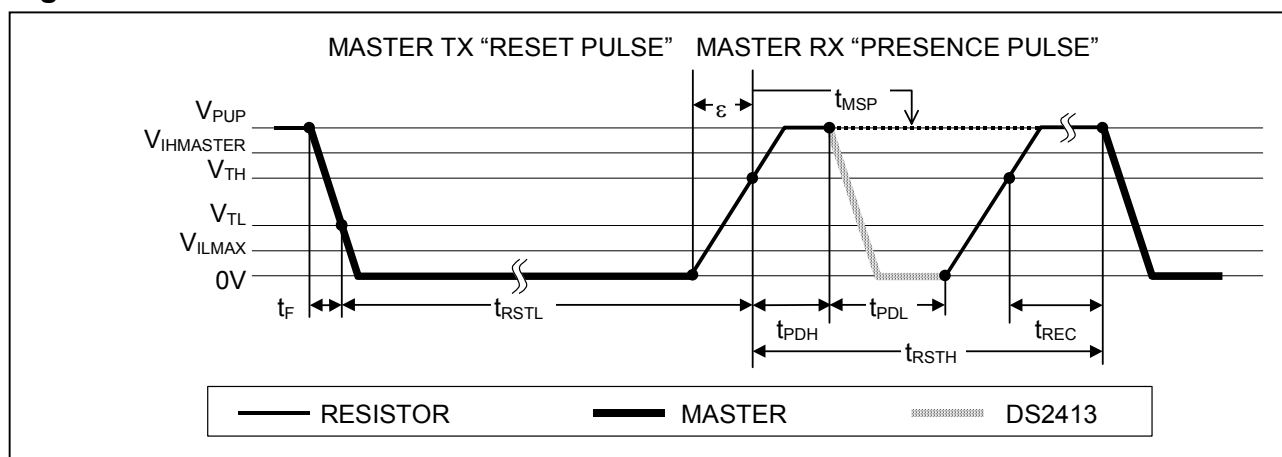 MASTER TX “RESET PULSE” MASTER RX “PRESENCE PULSE”
ε tMSP
VPUP
VIHMASTER
VTH
VTL
VILMAX
0V
tF tRSTL tPDH tPDL tREC
tRSTH
RESISTOR MASTER DS2413